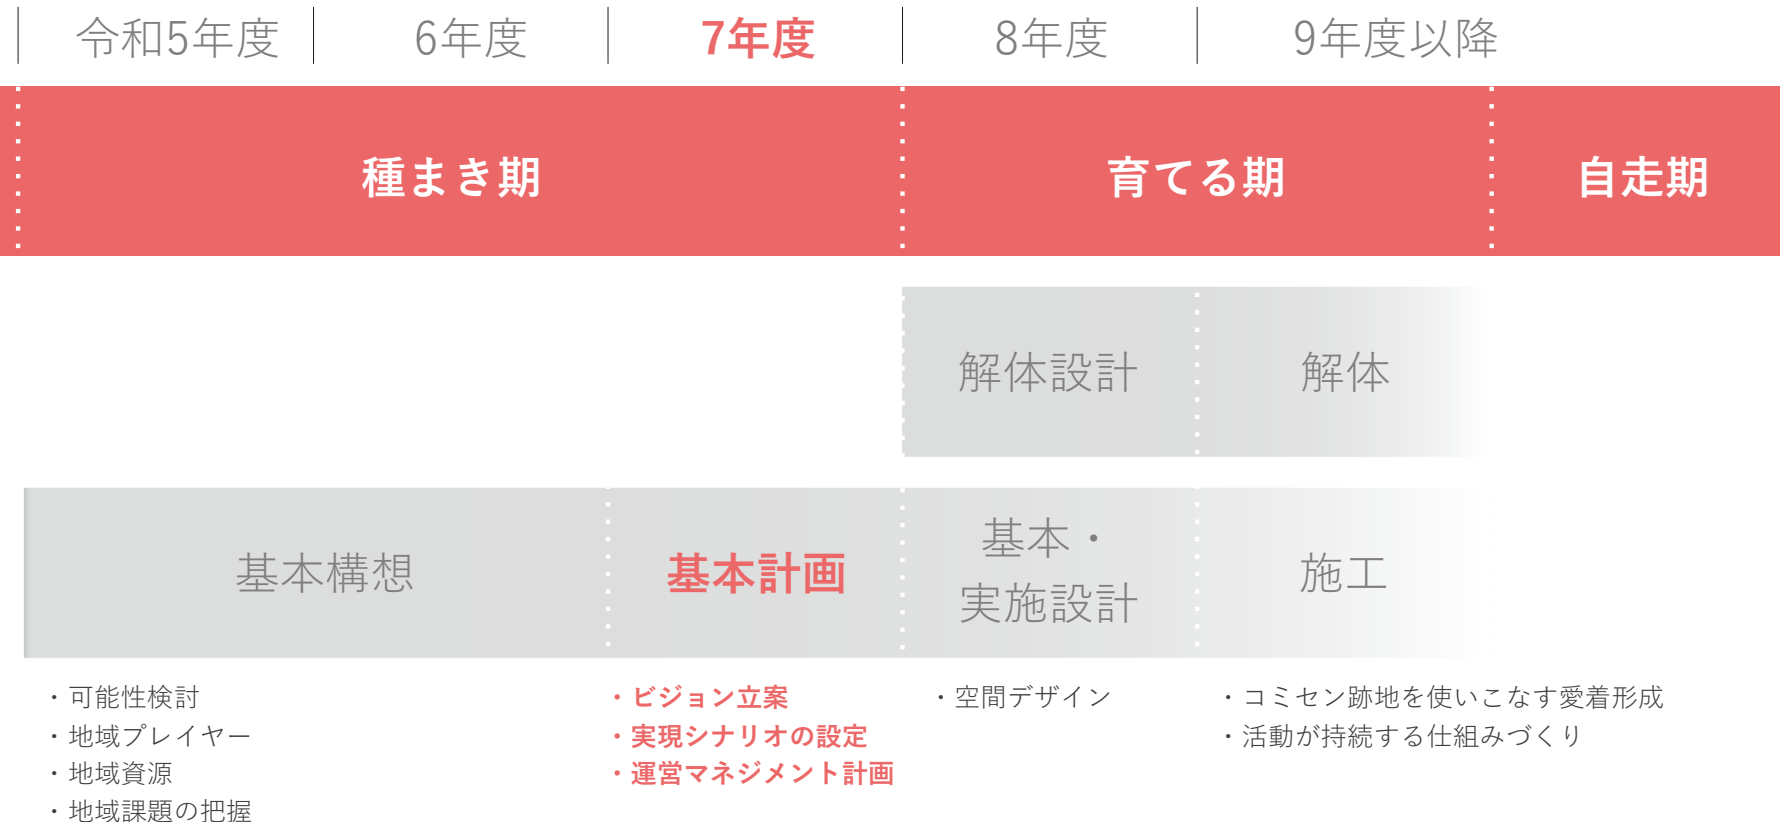 令和5年度
6年度
7年度
8年度
9年度以降
種まき期
育てる期
自走期
解体設計
解体
基本構想
基本計画
基本・
実施設計
施工
・可能性検討
・地域プレイヤー
・地域資源
・地域課題の把握
・ビジョン立案
・実現シナリオの設定
・運営マネジメント計画
・空間デザイン
・コミセン跡地を使いこなす愛着形成
・活動が持続する仕組みづくり